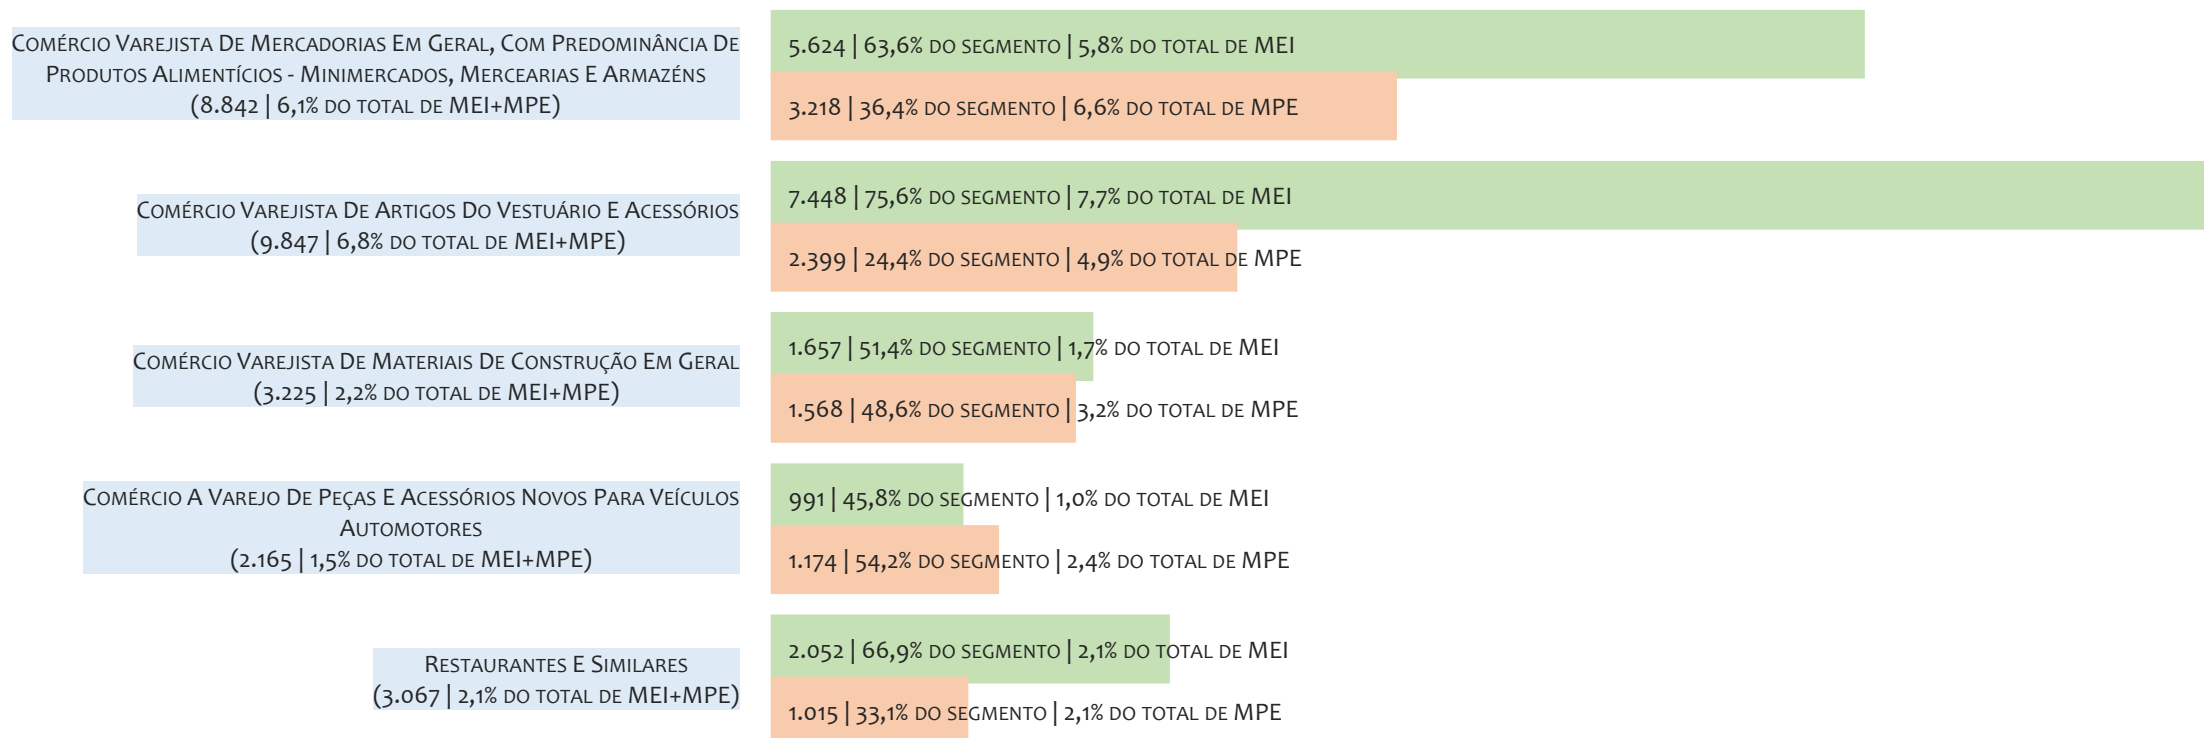 Comércio Varejista De Mercadorias Em Geral, Com Predominância De
Produtos Alimentícios - Minimercados, Mercearias E Armazéns
(8.842 | 6,1% do total de MEI+MPE)
5.624 | 63,6% do segmento | 5,8% do total de MEI
3.218 | 36,4% do segmento | 6,6% do total de MPE
Comércio Varejista De Artigos Do Vestuário E Acessórios
(9.847 | 6,8% do total de MEI+MPE)
7.448 | 75,6% do segmento | 7,7% do total de MEI
2.399 | 24,4% do segmento | 4,9% do total de MPE
Comércio Varejista De Materiais De Construção Em Geral
(3.225 | 2,2% do total de MEI+MPE)
1.657 | 51,4% do segmento | 1,7% do total de MEI
1.568 | 48,6% do segmento | 3,2% do total de MPE
Comércio A Varejo De Peças E Acessórios Novos Para Veículos
Automotores
(2.165 | 1,5% do total de MEI+MPE)
991 | 45,8% do segmento | 1,0% do total de MEI
1.174 | 54,2% do segmento | 2,4% do total de MPE
Restaurantes E Similares
(3.067 | 2,1% do total de MEI+MPE)
2.052 | 66,9% do segmento | 2,1% do total de MEI
1.015 | 33,1% do segmento | 2,1% do total de MPE